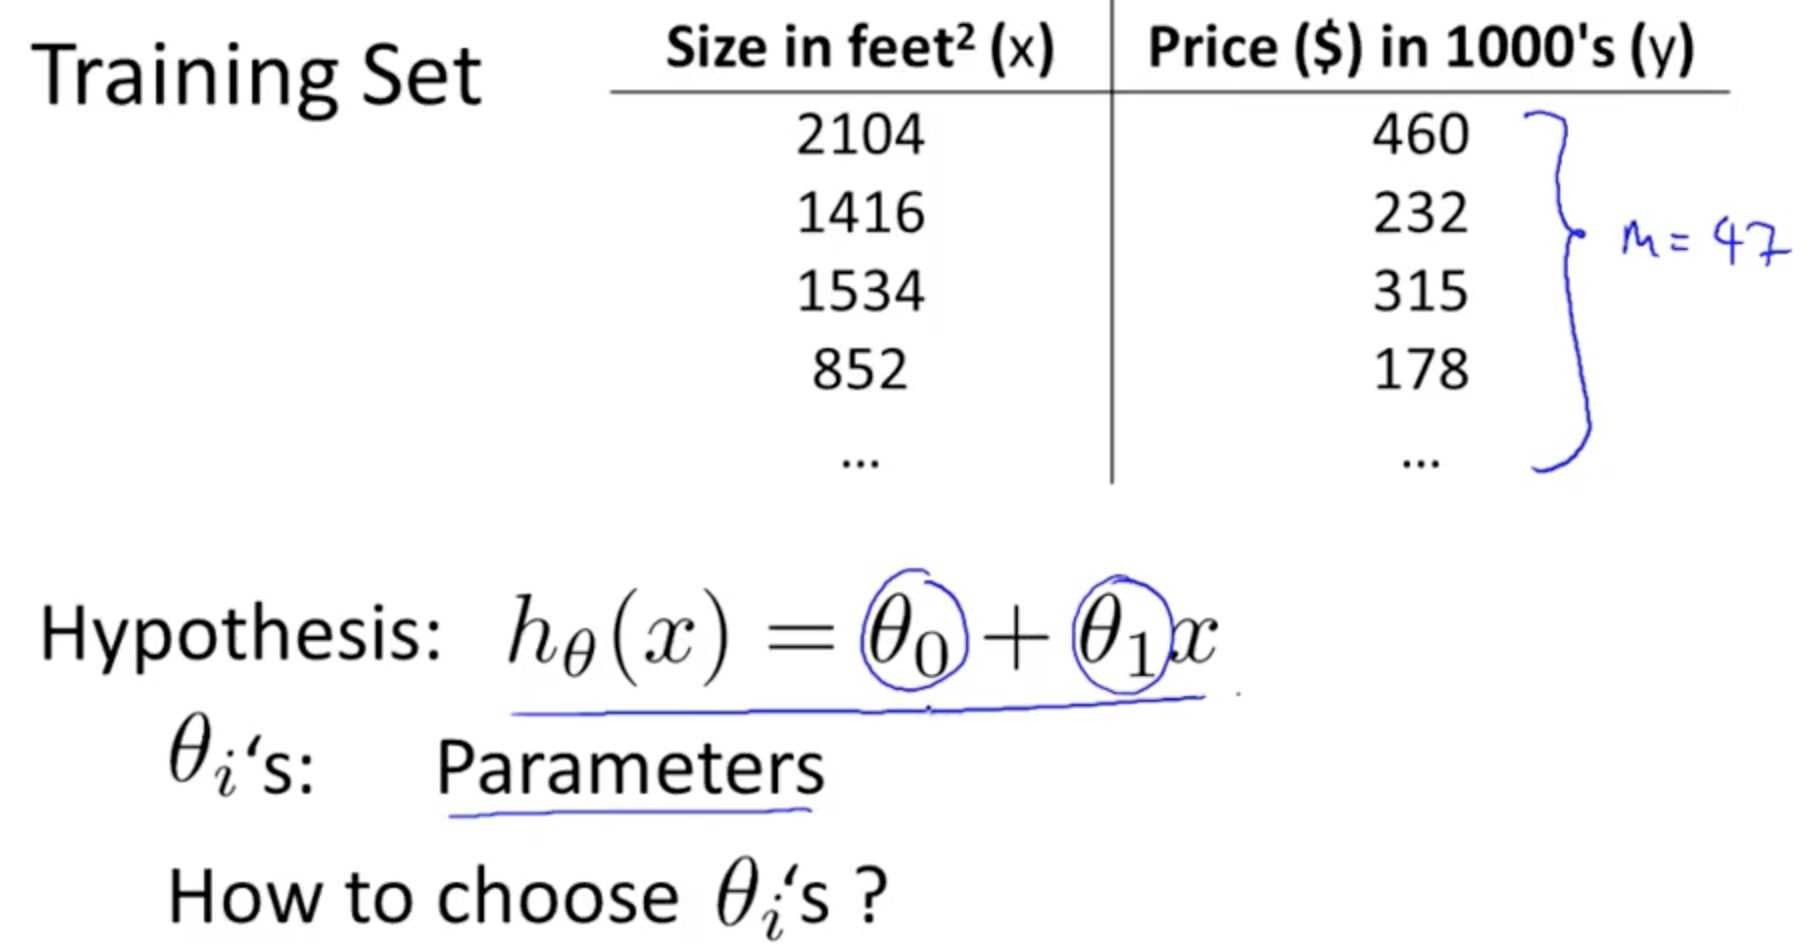 Training Set
Size in feet² (x) Price ($) in 1000's (y)
2104 460
1416 232
m = 47
1534 315
852 178
... ...
Hypothesis: hθ(x) = θ₀ + θ₁x
θᵢ‘s: Parameters
How to choose θᵢ‘s ?